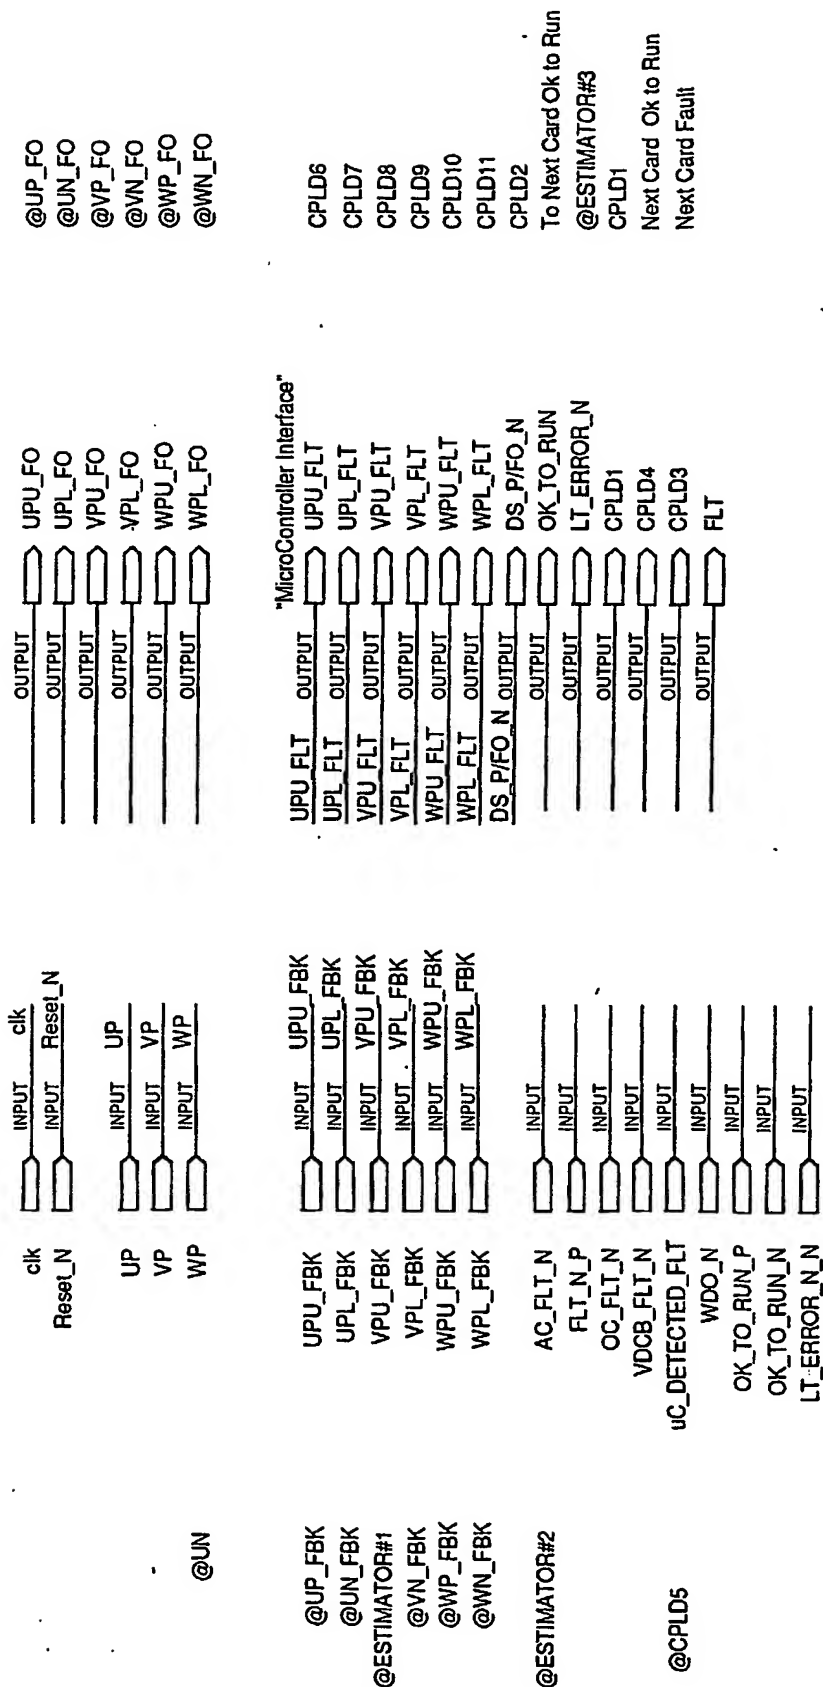 clk INPUT clk OUTPUT UPU_FO @UP_FO
Reset_N INPUT Reset_N OUTPUT UPL_FO @UN_FO
OUTPUT VPU_FO @VP_FO
UP INPUT UP OUTPUT VPL_FO @VN_FO
VP INPUT VP OUTPUT WPU_FO @WP_FO
@UN WP INPUT WP OUTPUT WPL_FO @WN_FO
"MicroController Interface"
@UP_FBK UPU_FBK INPUT UPU_FBK UPU_FLT OUTPUT UPU_FLT CPLD6
@UN_FBK UPL_FBK INPUT UPL_FBK UPL_FLT OUTPUT UPL_FLT CPLD7
@ESTIMATOR#1 VPU_FBK INPUT VPU_FBK VPU_FLT OUTPUT VPU_FLT CPLD8
@VN_FBK VPL_FBK INPUT VPL_FBK VPL_FLT OUTPUT VPL_FLT CPLD9
@WP_FBK WPU_FBK INPUT WPU_FBK WPU_FLT OUTPUT WPU_FLT CPLD10
@WN_FBK WPL_FBK INPUT WPL_FBK WPL_FLT OUTPUT WPL_FLT CPLD11
DS_P/FO_N OUTPUT DS_P/FO_N CPLD2
@ESTIMATOR#2 AC_FLT_N INPUT OUTPUT OK_TO_RUN To Next Card Ok to Run
FLT_N_P INPUT OUTPUT LT_ERROR_N @ESTIMATOR#3
OC_FLT_N INPUT OUTPUT CPLD1 CPLD1
VDCB_FLT_N INPUT OUTPUT CPLD4 Next Card Ok to Run
@CPLD5 uC_DETECTED_FLT INPUT OUTPUT CPLD3 Next Card Fault
WDO_N INPUT OUTPUT FLT
OK_TO_RUN_P INPUT
OK_TO_RUN_N INPUT
LT_ERROR_N_N INPUT